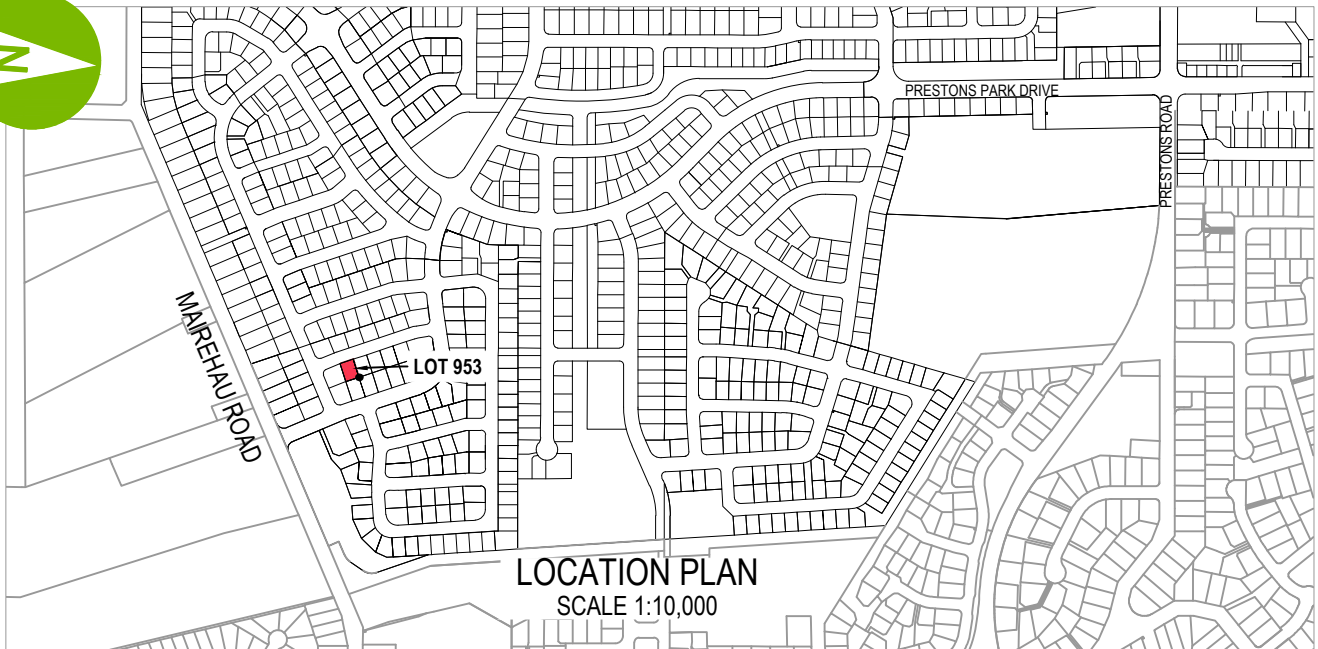 N
PRESTONS PARK DRIVE
PRESTONS ROAD
MAIREHAU ROAD
LOT 953
LOCATION PLAN
SCALE 1:10,000